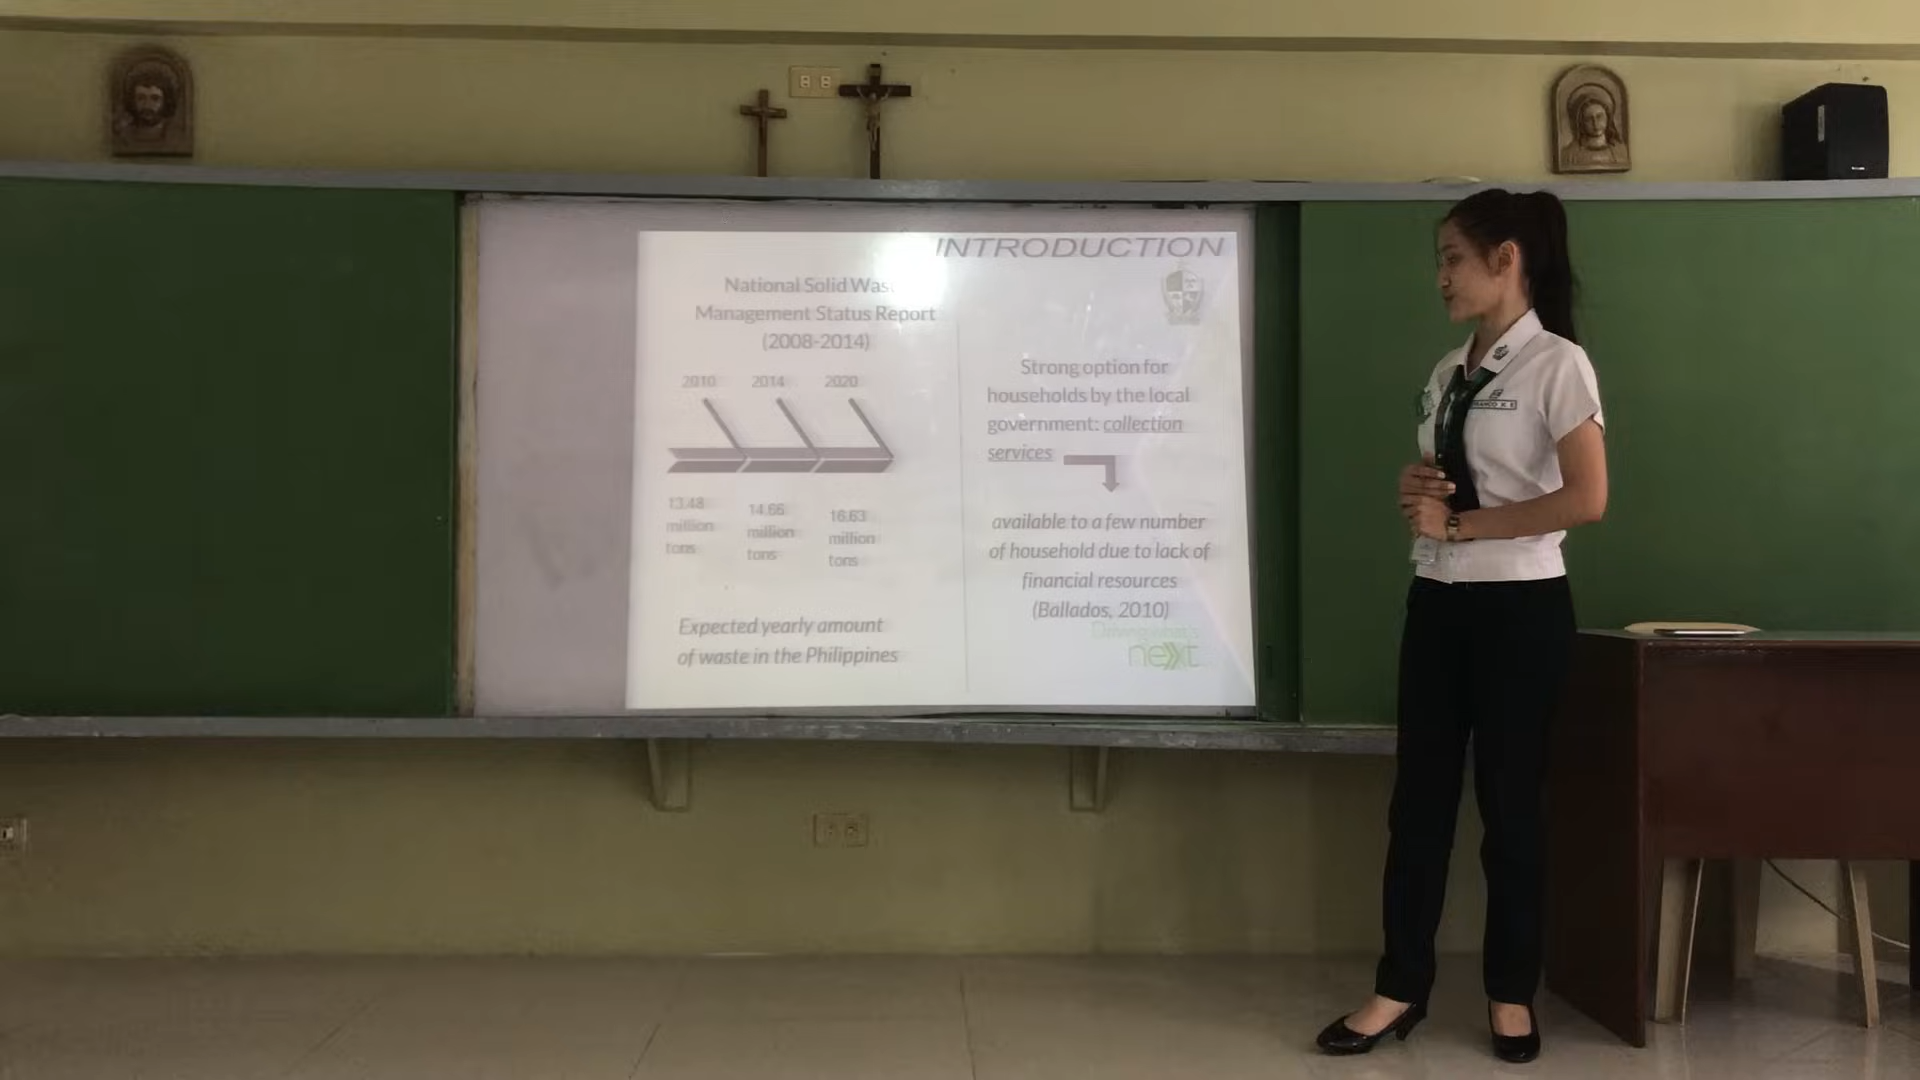 INTRODUCTION
National Solid Was
Management Status Report
(2008-2014)
2010 2014 2020
13.48
million
tons
14.66
million
tons
16.63
million
tons
Expected yearly amount
of waste in the Philippines
Strong option for
households by the local
government: collection
services
available to a few number
of household due to lack of
financial resources
(Ballados, 2010)
next